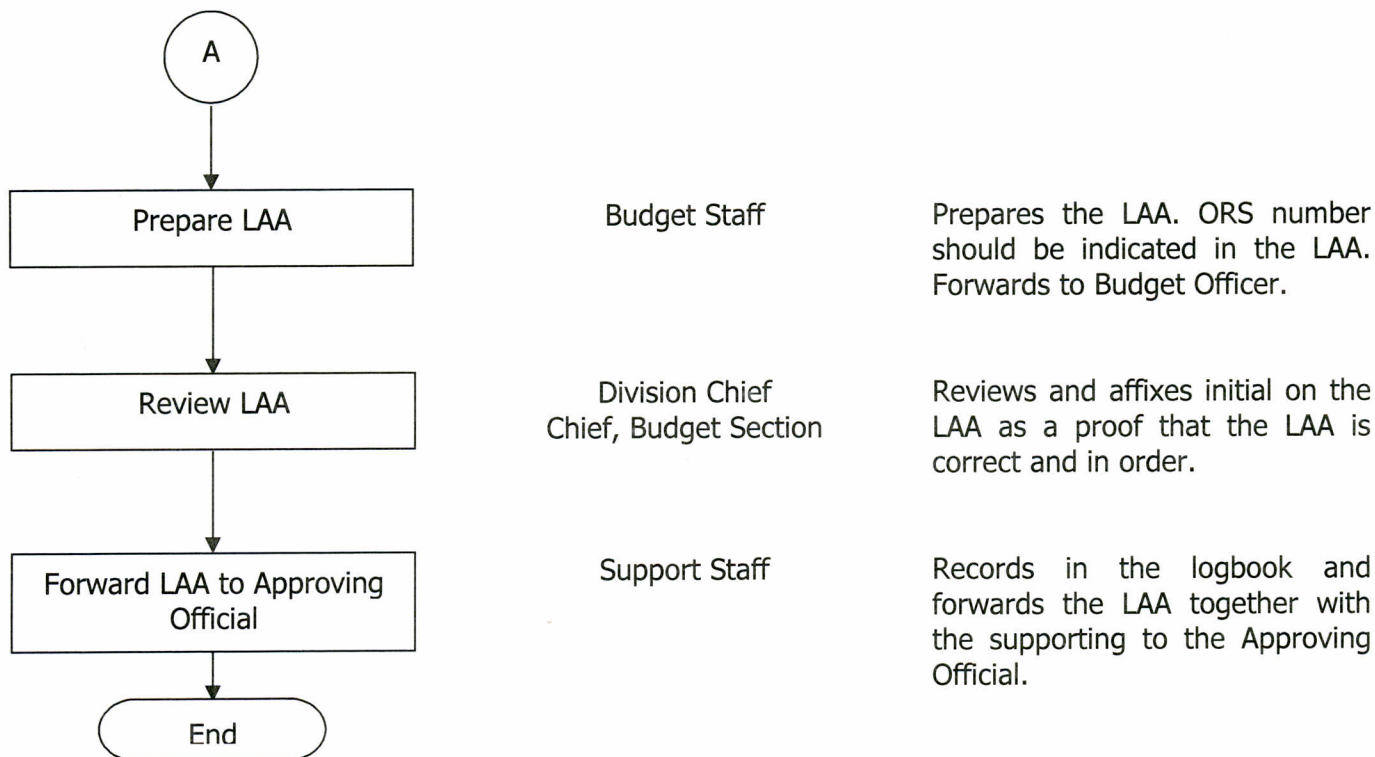 A
Prepare LAA
Budget Staff
Prepares the LAA. ORS number
should be indicated in the LAA.
Forwards to Budget Officer.
Review LAA
Division Chief
Chief, Budget Section
Reviews and affixes initial on the
LAA as a proof that the LAA is
correct and in order.
Forward LAA to Approving
Official
Support Staff
Records in the logbook and
forwards the LAA together with
the supporting to the Approving
Official.
End